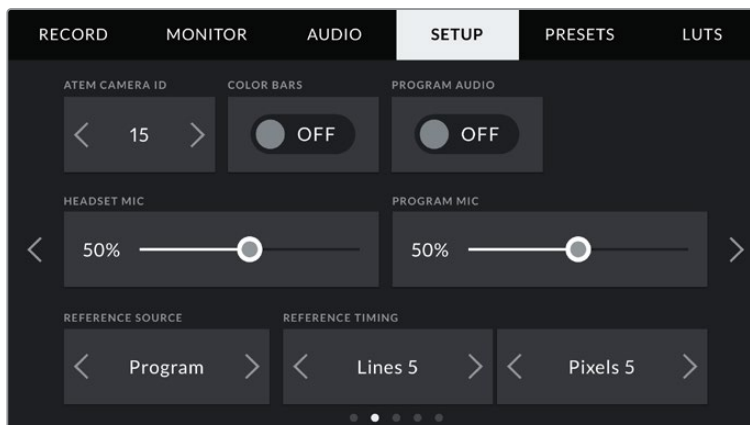 RECORD MONITOR AUDIO SETUP PRESETS LUTS
ATEM CAMERA ID COLOR BARS PROGRAM AUDIO
15 OFF OFF
HEADSET MIC PROGRAM MIC
50% 50%
REFERENCE SOURCE REFERENCE TIMING
Program Lines 5 Pixels 5